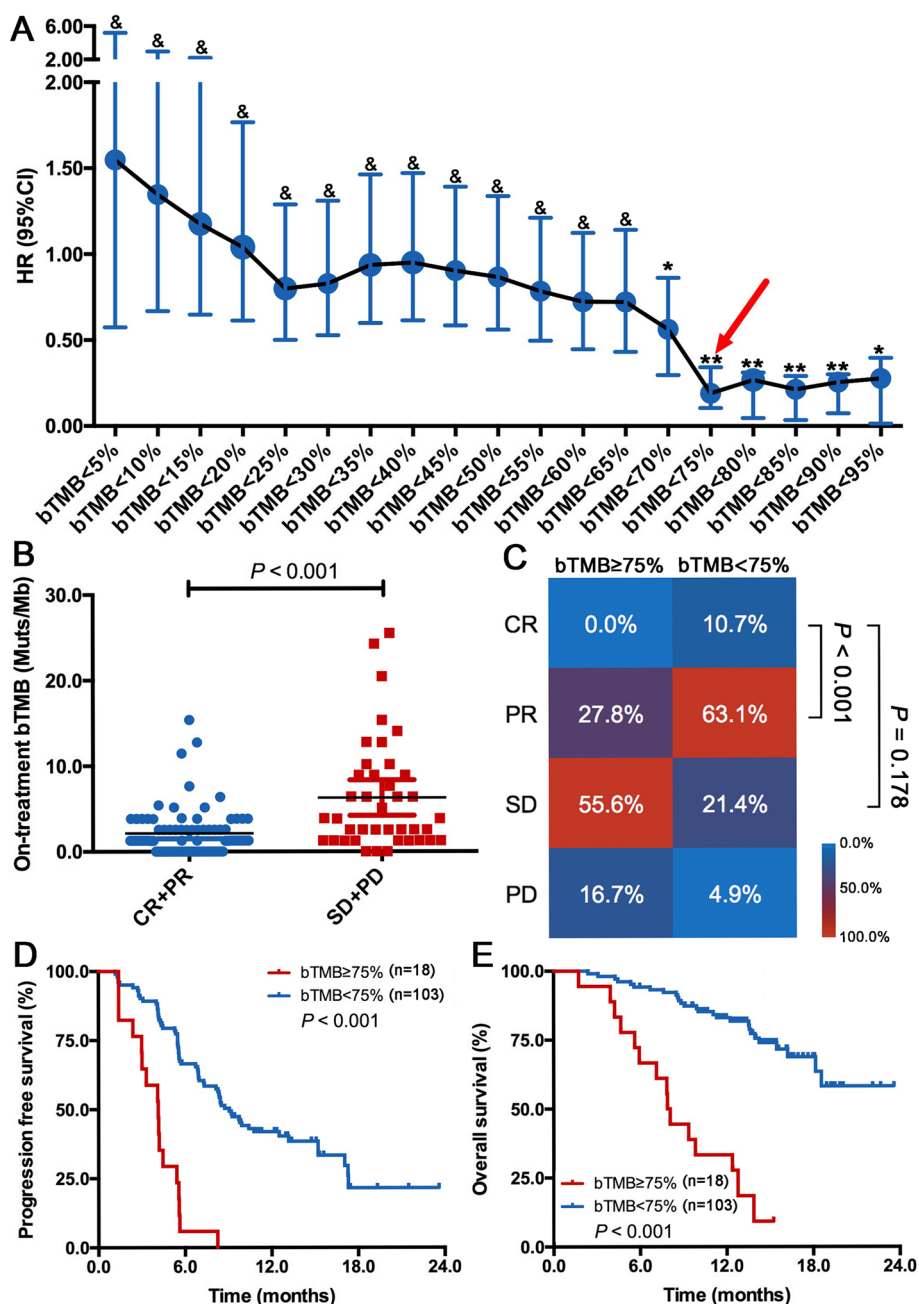 A
6.00
2.00
2.00
1.50
1.00
0.50
0.00
HR (95%CI)
& & & & & & & & & & & & & * ** ** ** ** *
bTMB<5%
bTMB<10%
bTMB<15%
bTMB<20%
bTMB<25%
bTMB<30%
bTMB<35%
bTMB<40%
bTMB<45%
bTMB<50%
bTMB<55%
bTMB<60%
bTMB<65%
bTMB<70%
bTMB<75%
bTMB<80%
bTMB<85%
bTMB<90%
bTMB<95%
B
P < 0.001
On-treatment bTMB (Muts/Mb)
30.0
20.0
10.0
0.0
CR+PR
SD+PD
C
bTMB≥75% bTMB<75%
CR 0.0% 10.7%
PR 27.8% 63.1%
SD 55.6% 21.4%
PD 16.7% 4.9%
P < 0.001
P = 0.178
0.0%
50.0%
100.0%
D
Progression free survival (%)
100.0
75.0
50.0
25.0
0.0
bTMB≥75% (n=18)
bTMB<75% (n=103)
P < 0.001
0.0 6.0 12.0 18.0 24.0
Time (months)
E
Overall survival (%)
100.0
75.0
50.0
25.0
0.0
bTMB≥75% (n=18)
bTMB<75% (n=103)
P < 0.001
0.0 6.0 12.0 18.0 24.0
Time (months)